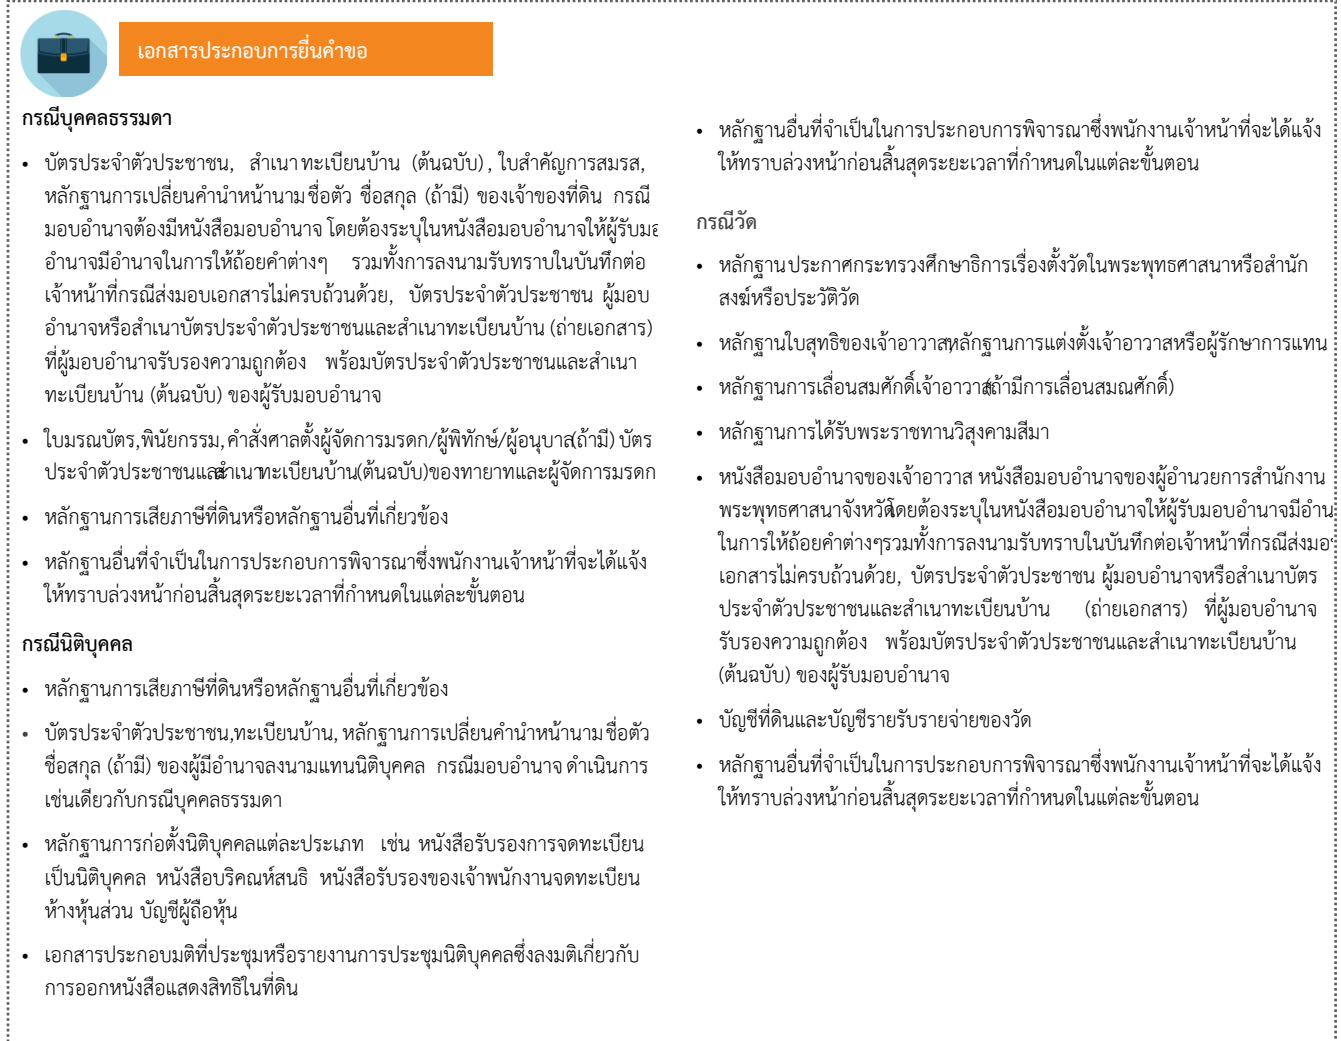 เอกสารประกอบการยื่นคำขอ
กรณีบุคคลธรรมดา
• บัตรประจำตัวประชาชน, สำเนาทะเบียนบ้าน (ต้นฉบับ), ใบสำคัญการสมรส,
หลักฐานการเปลี่ยนคำนำหน้านาม ชื่อตัว ชื่อสกุล (ถ้ามี) ของเจ้าของที่ดิน กรณี
มอบอำนาจต้องมีหนังสือมอบอำนาจ โดยต้องระบุในหนังสือมอบอำนาจให้ผู้รับมอ
อำนาจมีอำนาจในการให้ถ้อยคำต่างๆ รวมทั้งการลงนามรับทราบในบันทึกต่อ
เจ้าหน้าที่กรณีส่งมอบเอกสารไม่ครบถ้วนด้วย, บัตรประจำตัวประชาชน ผู้มอบ
อำนาจหรือสำเนาบัตรประจำตัวประชาชนและสำเนาทะเบียนบ้าน (ถ่ายเอกสาร)
ที่ผู้มอบอำนาจรับรองความถูกต้อง พร้อมบัตรประจำตัวประชาชนและสำเนา
ทะเบียนบ้าน (ต้นฉบับ) ของผู้รับมอบอำนาจ
• ใบมรณบัตร,พินัยกรรม,คำสั่งศาลตั้งผู้จัดการมรดก/ผู้พิทักษ์/ผู้อนุบาล(ถ้ามี) บัตร
ประจำตัวประชาชนและสำเนาทะเบียนบ้าน(ต้นฉบับ)ของทายาทและผู้จัดการมรดก
• หลักฐานการเสียภาษีที่ดินหรือหลักฐานอื่นที่เกี่ยวข้อง
• หลักฐานอื่นที่จำเป็นในการประกอบการพิจารณาซึ่งพนักงานเจ้าหน้าที่จะได้แจ้ง
ให้ทราบล่วงหน้าก่อนสิ้นสุดระยะเวลาที่กำหนดในแต่ละขั้นตอน
กรณีนิติบุคคล
• หลักฐานการเสียภาษีที่ดินหรือหลักฐานอื่นที่เกี่ยวข้อง
• บัตรประจำตัวประชาชน,ทะเบียนบ้าน, หลักฐานการเปลี่ยนคำนำหน้านาม ชื่อตัว
ชื่อสกุล (ถ้ามี) ของผู้มีอำนาจลงนามแทนนิติบุคคล กรณีมอบอำนาจ ดำเนินการ
เช่นเดียวกับกรณีบุคคลธรรมดา
• หลักฐานการก่อตั้งนิติบุคคลแต่ละประเภท เช่น หนังสือรับรองการจดทะเบียน
เป็นนิติบุคคล หนังสือบริคณห์สนธิ หนังสือรับรองของเจ้าพนักงานจดทะเบียน
ห้างหุ้นส่วน บัญชีผู้ถือหุ้น
• เอกสารประกอบมติที่ประชุมหรือรายงานการประชุมนิติบุคคลซึ่งลงมติเกี่ยวกับ
การออกหนังสือแสดงสิทธิในที่ดิน
• หลักฐานอื่นที่จำเป็นในการประกอบการพิจารณาซึ่งพนักงานเจ้าหน้าที่จะได้แจ้ง
ให้ทราบล่วงหน้าก่อนสิ้นสุดระยะเวลาที่กำหนดในแต่ละขั้นตอน
กรณีวัด
• หลักฐานประกาศกระทรวงศึกษาธิการเรื่องตั้งวัดในพระพุทธศาสนาหรือสำนัก
สงฆ์หรือประวัติวัด
• หลักฐานใบสุทธิของเจ้าอาวาส,หลักฐานการแต่งตั้งเจ้าอาวาสหรือผู้รักษาการแทน
• หลักฐานการเลื่อนสมศักดิ์เจ้าอาวาส(ถ้ามีการเลื่อนสมณศักดิ์)
• หลักฐานการได้รับพระราชทานวิสุงคามสีมา
• หนังสือมอบอำนาจของเจ้าอาวาส หนังสือมอบอำนาจของผู้อำนวยการสำนักงาน
พระพุทธศาสนาจังหวัดโดยต้องระบุในหนังสือมอบอำนาจให้ผู้รับมอบอำนาจมีอำน
ในการให้ถ้อยคำต่างๆรวมทั้งการลงนามรับทราบในบันทึกต่อเจ้าหน้าที่กรณีส่งมอ
เอกสารไม่ครบถ้วนด้วย, บัตรประจำตัวประชาชน ผู้มอบอำนาจหรือสำเนาบัตร
ประจำตัวประชาชนและสำเนาทะเบียนบ้าน (ถ่ายเอกสาร) ที่ผู้มอบอำนาจ
รับรองความถูกต้อง พร้อมบัตรประจำตัวประชาชนและสำเนาทะเบียนบ้าน
(ต้นฉบับ) ของผู้รับมอบอำนาจ
• บัญชีที่ดินและบัญชีรายรับรายจ่ายของวัด
• หลักฐานอื่นที่จำเป็นในการประกอบการพิจารณาซึ่งพนักงานเจ้าหน้าที่จะได้แจ้ง
ให้ทราบล่วงหน้าก่อนสิ้นสุดระยะเวลาที่กำหนดในแต่ละขั้นตอน